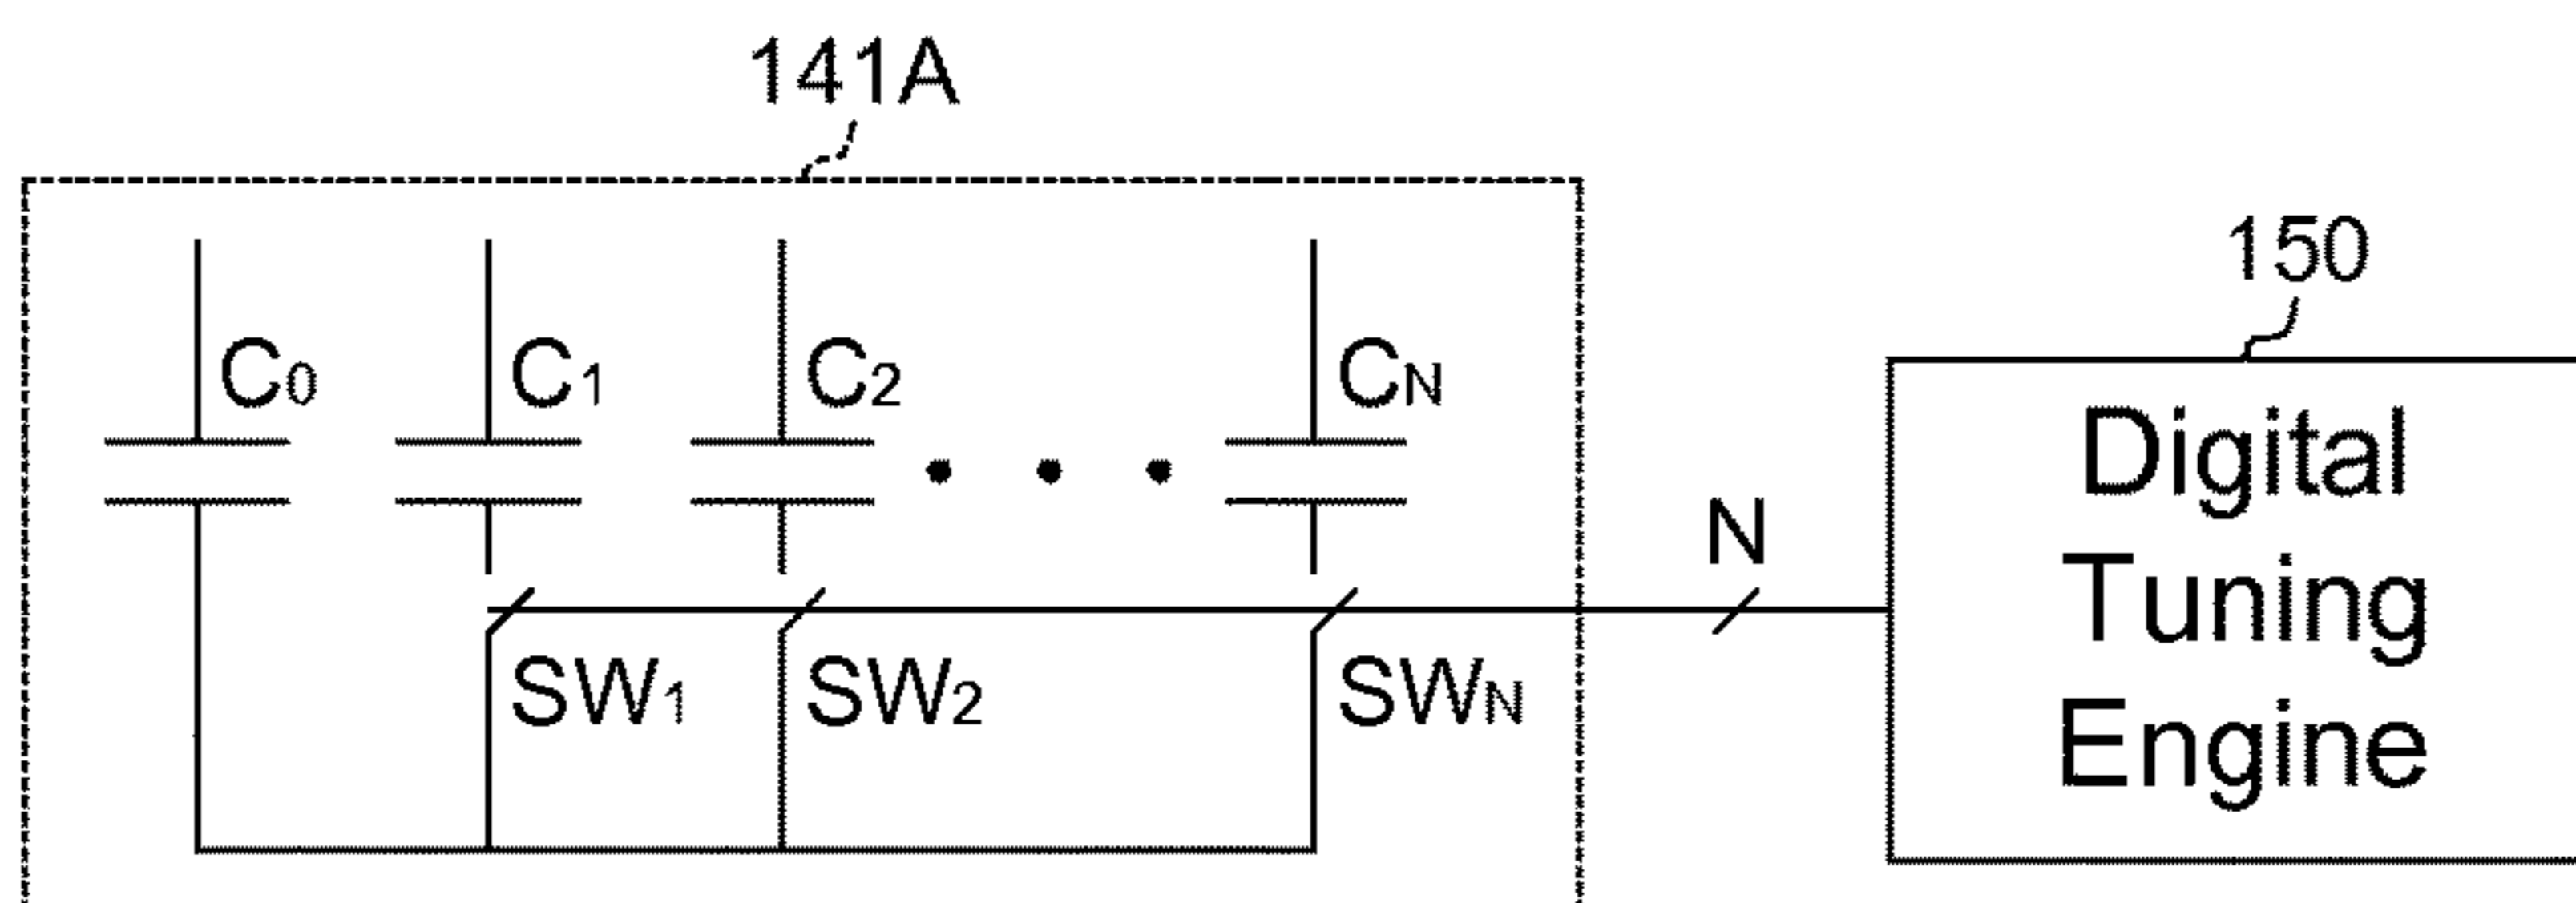 141A
150
C0 C1 C2 CN
N
SW1 SW2 SWN
Digital
Tuning
Engine